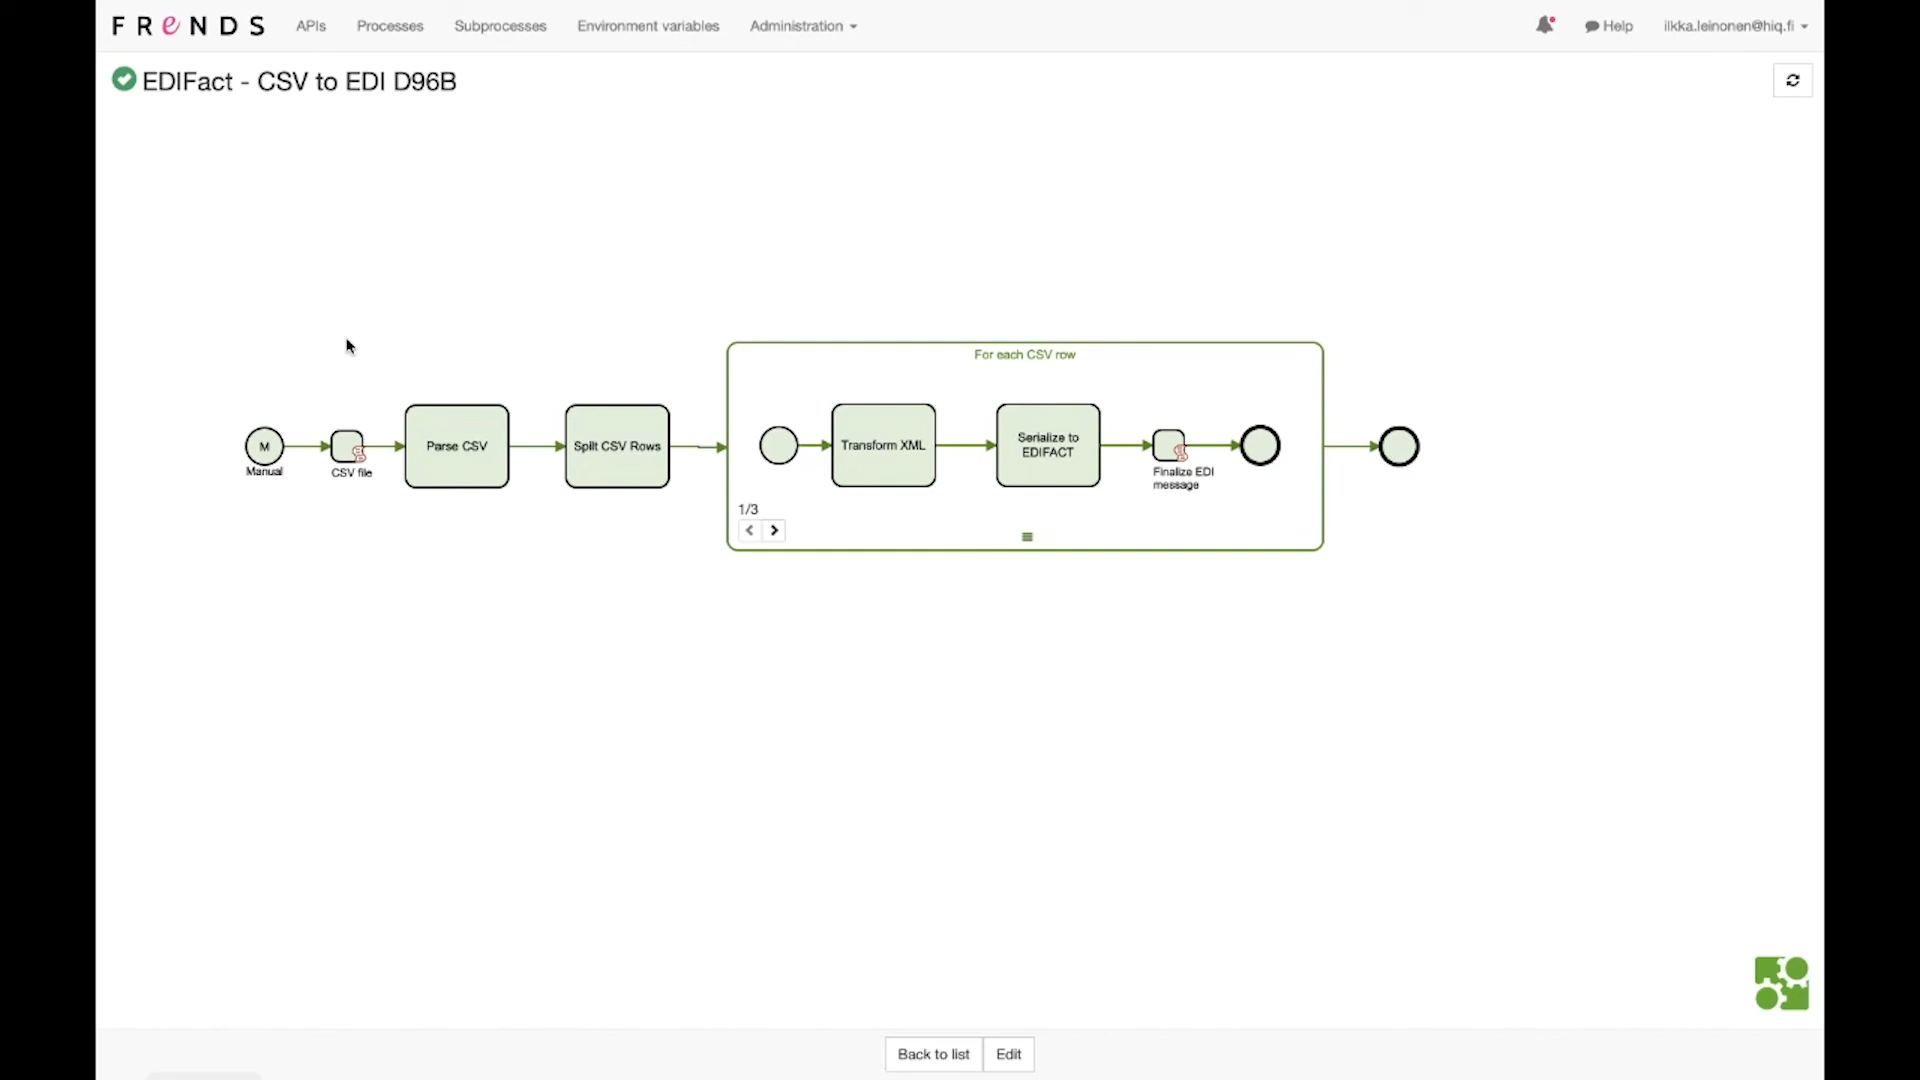 FRENDS
APIs
Processes
Subprocesses
Environment variables
Administration
Help
ilkka.leinonen@hiq.fi
EDIFact - CSV to EDI D96B
For each CSV row
M
Manual
CSV file
Parse CSV
Split CSV Rows
Transform XML
Serialize to
EDIFACT
Finalize EDI
message
1/3
Back to list
Edit